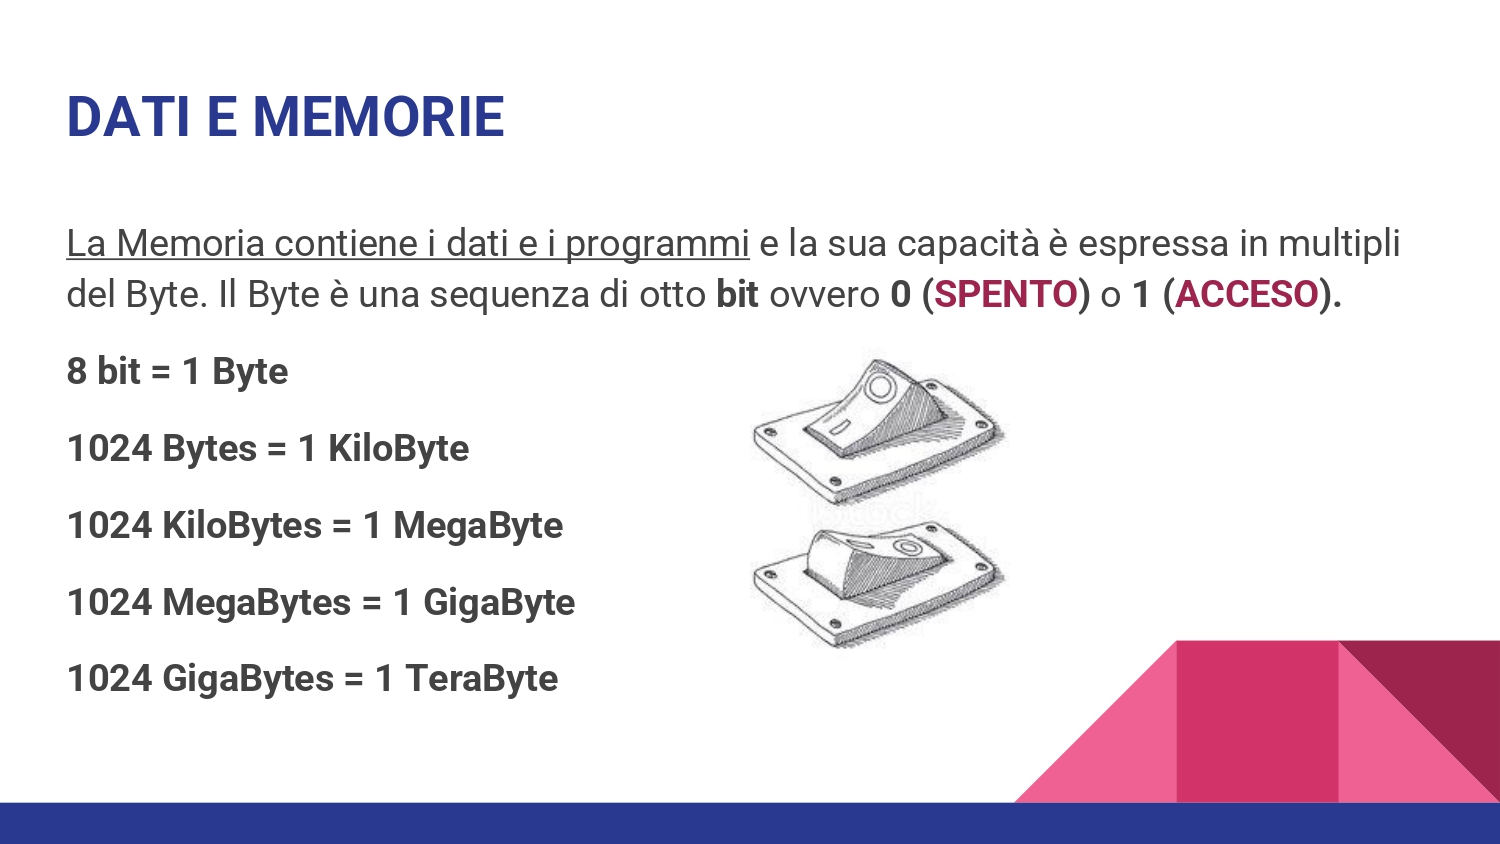 DATI E MEMORIE
La Memoria contiene i dati e i programmi e la sua capacità è espressa in multipli
del Byte. Il Byte è una sequenza di otto bit ovvero 0 (SPENTO) o 1 (ACCESO).
8 bit = 1 Byte
1024 Bytes = 1 KiloByte
1024 KiloBytes = 1 MegaByte
1024 MegaBytes = 1 GigaByte
1024 GigaBytes = 1 TeraByte